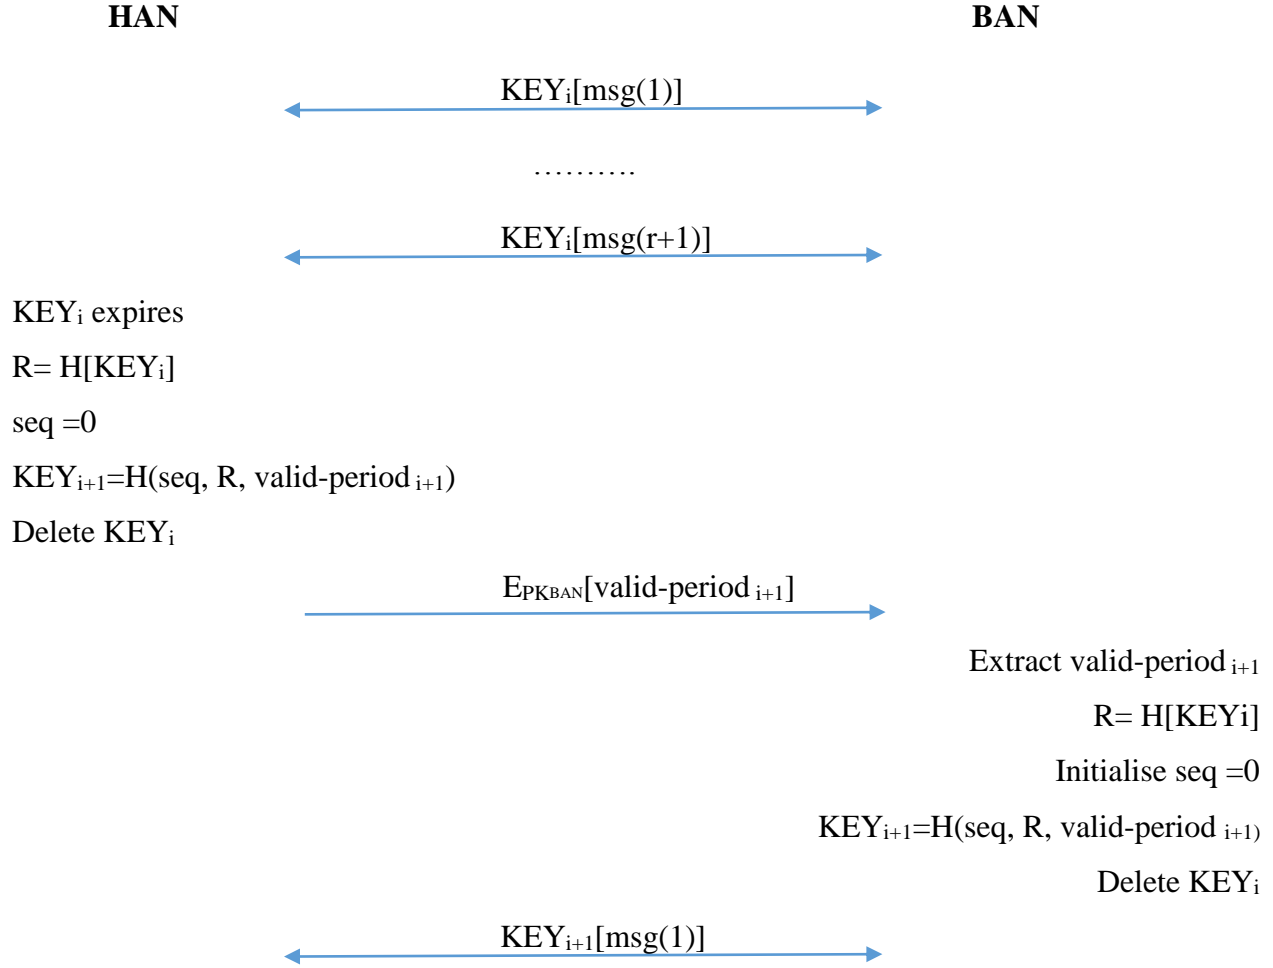 HAN BAN
KEYi[msg(1)]
..........
KEYi[msg(r+1)]
KEYi expires
R= H[KEYi]
seq =0
KEYi+1=H(seq, R, valid-period i+1)
Delete KEYi
EPKBAN[valid-period i+1]
Extract valid-period i+1
R= H[KEYi]
Initialise seq =0
KEYi+1=H(seq, R, valid-period i+1)
Delete KEYi
KEYi+1[msg(1)]